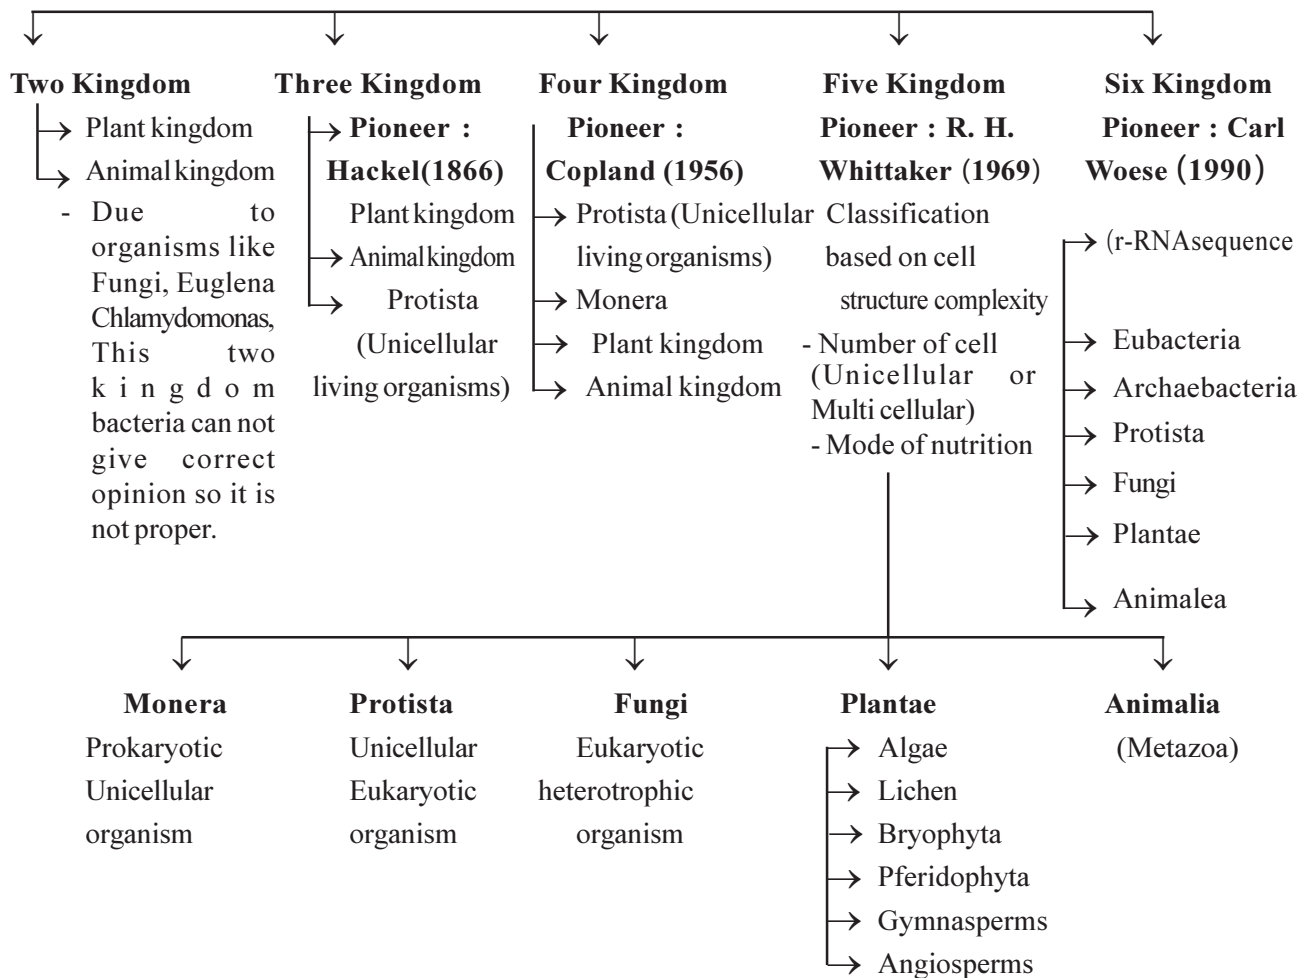 Two Kingdom
Plant kingdom
Animal kingdom
- Due to
organisms like
Fungi, Euglena
Chlamydomonas,
This two
kingdom
bacteria can not
give correct
opinion so it is
not proper.
Three Kingdom
Pioneer :
Hackel(1866)
Plant kingdom
Animal kingdom
Protista
(Unicellular
living organisms)
Four Kingdom
Pioneer :
Copland (1956)
Protista (Unicellular
living organisms)
Monera
Plant kingdom
Animal kingdom
Five Kingdom
Pioneer : R. H.
Whittaker (1969)
Classification
based on cell
structure complexity
- Number of cell
(Unicellular or
Multi cellular)
- Mode of nutrition
Six Kingdom
Pioneer : Carl
Woese (1990)
(r-RNAsequence
Eubacteria
Archaebacteria
Protista
Fungi
Plantae
Animalea
Monera
Prokaryotic
Unicellular
organism
Protista
Unicellular
Eukaryotic
organism
Fungi
Eukaryotic
heterotrophic
organism
Plantae
Algae
Lichen
Bryophyta
Pferidophyta
Gymnasperms
Angiosperms
Animalia
(Metazoa)